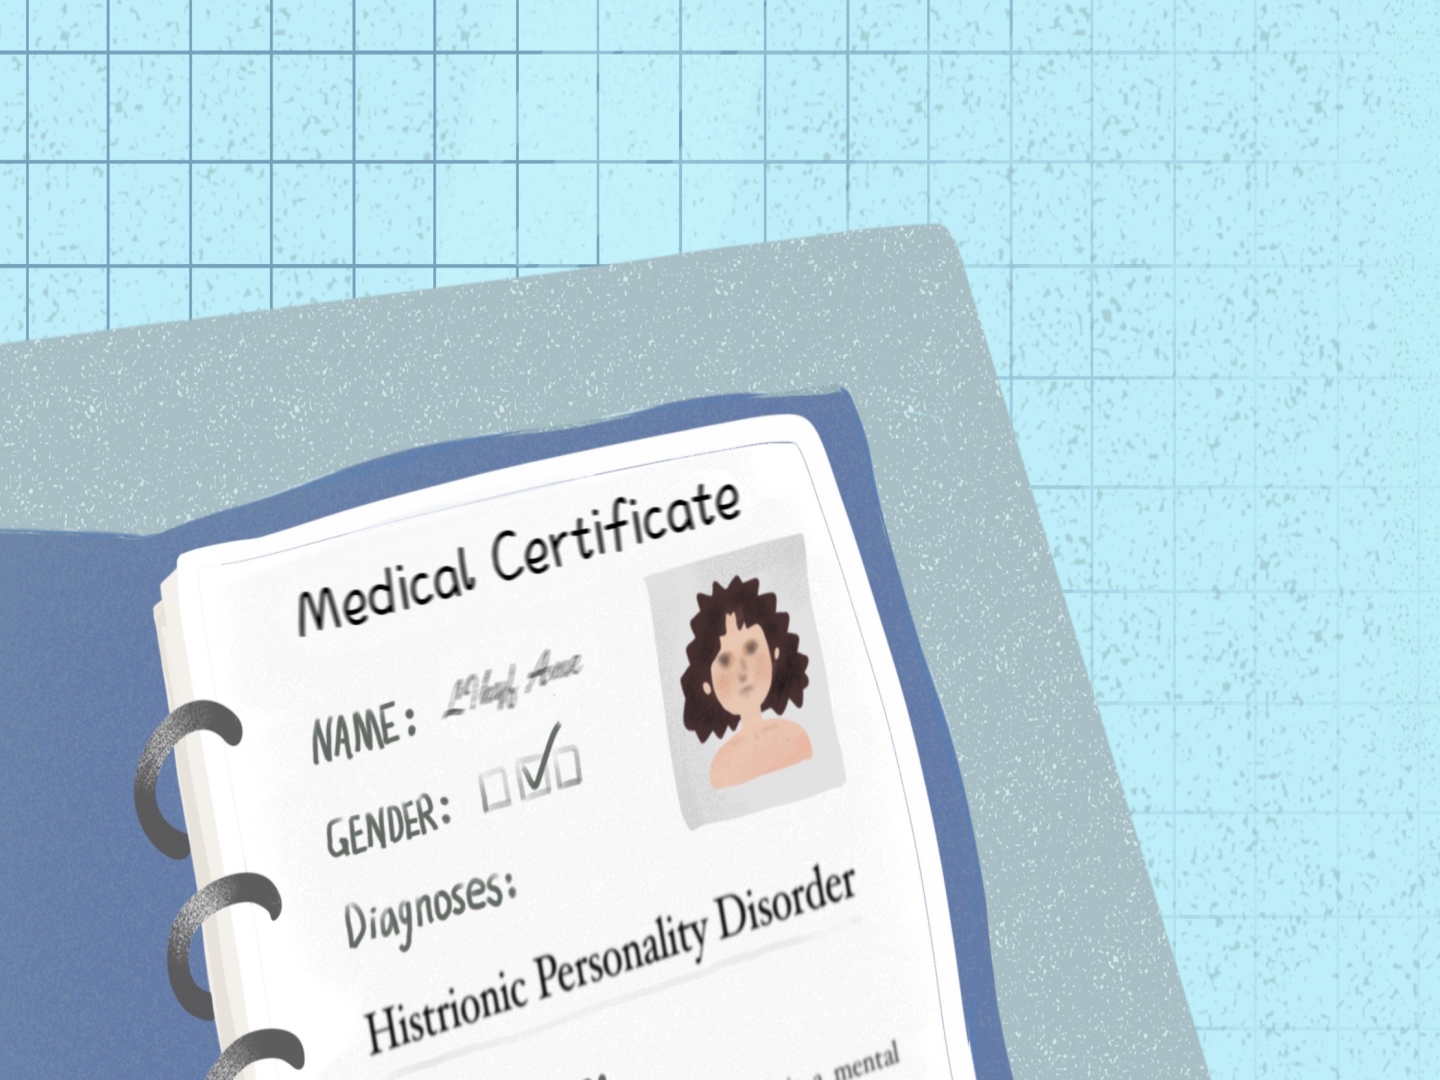 Medical Certificate
NAME:
GENDER:
Diagnoses:
Histrionic Personality Disorder
a mental